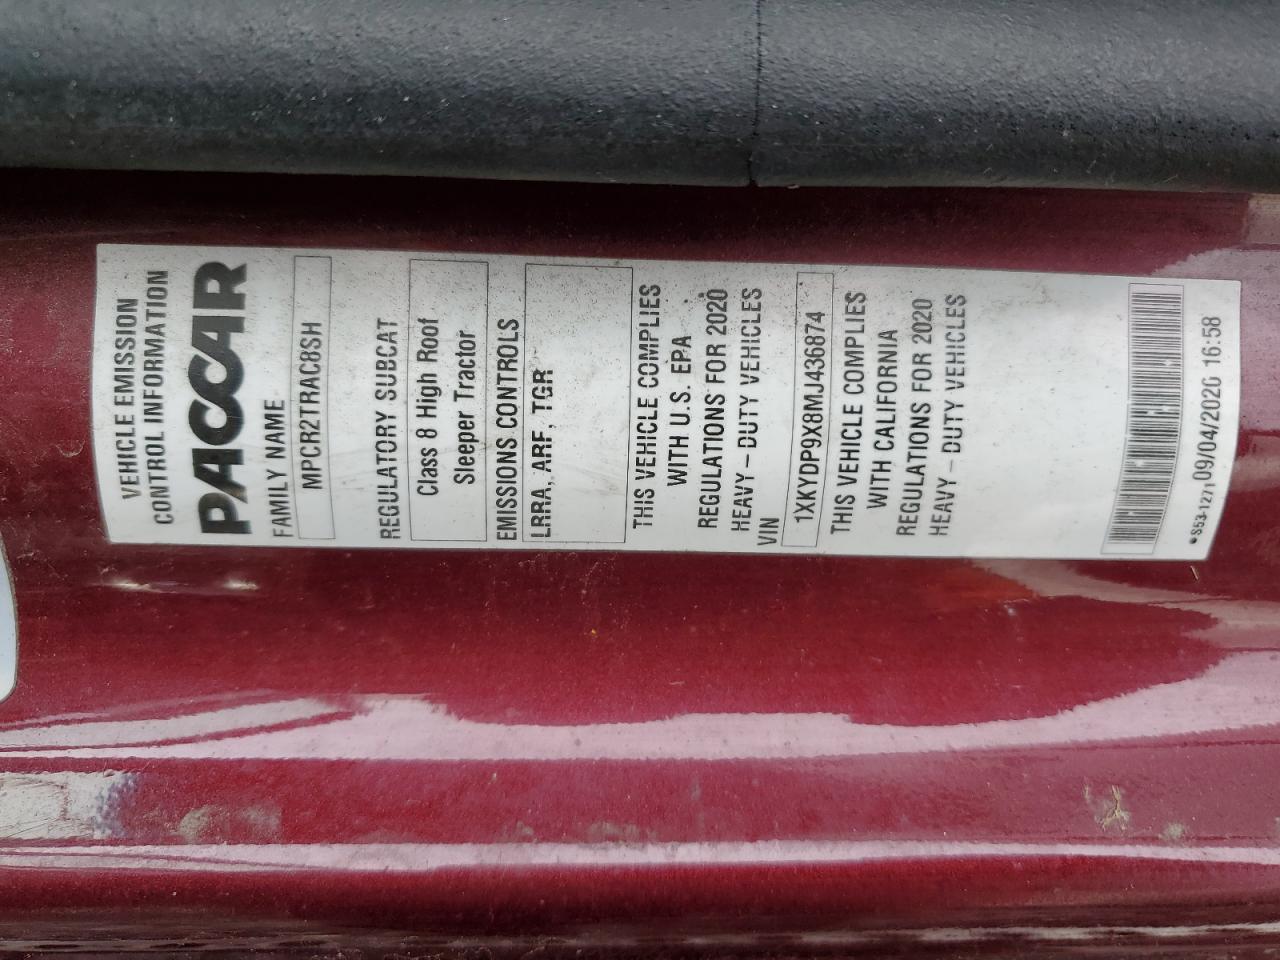 VEHICLE EMISSION
CONTROL INFORMATION
PACCAR
FAMILY NAME
MPCR2TRAC8SH
REGULATORY SUBCAT
Class 8 High Roof
Sleeper Tractor
EMISSIONS CONTROLS
LRRA, ARF, TGR
THIS VEHICLE COMPLIES
WITH U.S. EPA
REGULATIONS FOR 2020
HEAVY-DUTY VEHICLES
VIN
1XKYDP9X8MJ436874
THIS VEHICLE COMPLIES
WITH CALIFORNIA
REGULATIONS FOR 2020
HEAVY-DUTY VEHICLES
•S53-1271 09/04/2020 16:58